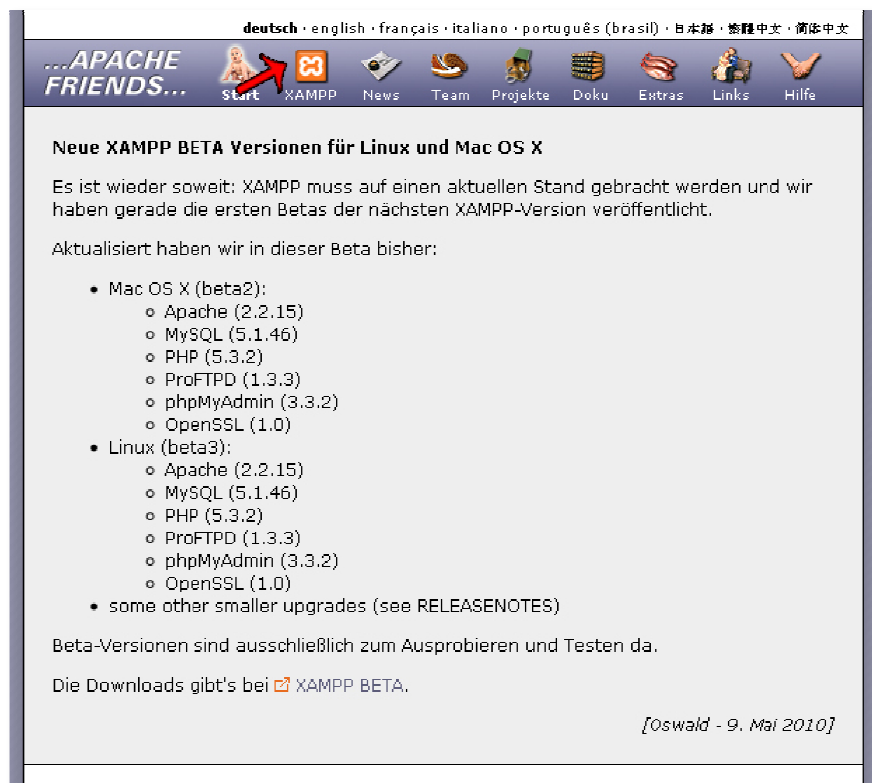 deutsch · english · français · italiano · português (brasil) · 日本語 · 繁體中文 · 简体中文
...APACHE
FRIENDS...
Start XAMPP News Team Projekte Doku Extras Links Hilfe
Neue XAMPP BETA Versionen für Linux und Mac OS X
Es ist wieder soweit: XAMPP muss auf einen aktuellen Stand gebracht werden und wir
haben gerade die ersten Betas der nächsten XAMPP-Version veröffentlicht.
Aktualisiert haben wir in dieser Beta bisher:
• Mac OS X (beta2):
o Apache (2.2.15)
o MySQL (5.1.46)
o PHP (5.3.2)
o ProFTPD (1.3.3)
o phpMyAdmin (3.3.2)
o OpenSSL (1.0)
• Linux (beta3):
o Apache (2.2.15)
o MySQL (5.1.46)
o PHP (5.3.2)
o ProFTPD (1.3.3)
o phpMyAdmin (3.3.2)
o OpenSSL (1.0)
• some other smaller upgrades (see RELEASENOTES)
Beta-Versionen sind ausschließlich zum Ausprobieren und Testen da.
Die Downloads gibt's bei XAMPP BETA.
[Oswald - 9. Mai 2010]